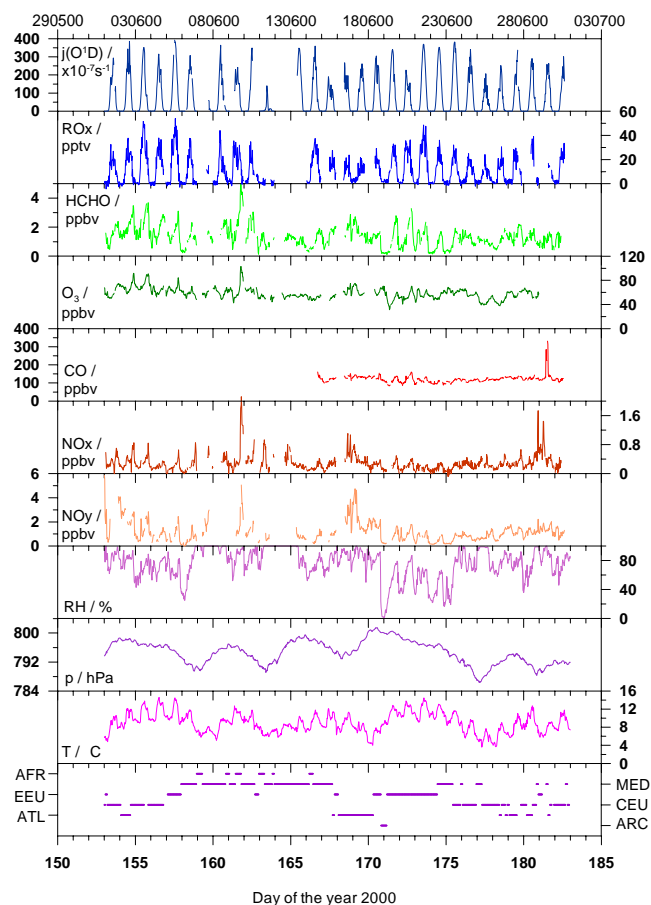 290500 030600 080600 130600 180600 230600 280600 030700
400
300
200
100
0
j(O¹D) /
x10⁻⁷s⁻¹
60
40
20
0
ROx /
pptv
4
2
0
HCHO /
ppbv
120
80
40
0
O₃ /
ppbv
400
300
200
100
0
CO /
ppbv
1.6
0.8
0
NOx /
ppbv
6
4
2
0
NOy /
ppbv
80
40
0
RH / %
800
792
784
p / hPa
16
12
8
4
0
T / C
AFR
EEU
ATL
MED
CEU
ARC
150 155 160 165 170 175 180 185
Day of the year 2000